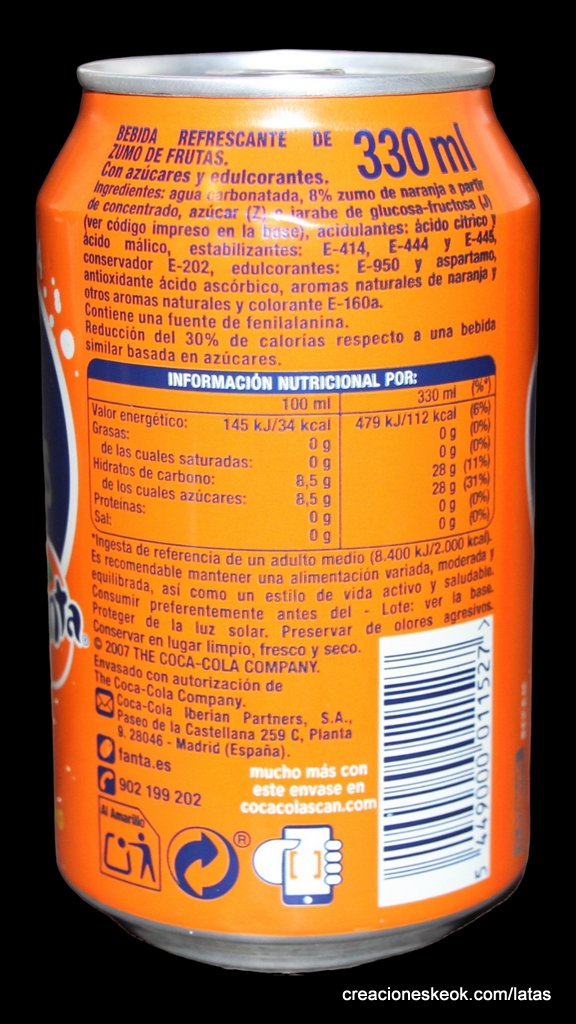 BEBIDA REFRESCANTE DE
ZUMO DE FRUTAS.
330 ml
Con azúcares y edulcorantes.
Ingredientes: agua carbonatada, 8% zumo de naranja a partir
de concentrado, azúcar (Z) o jarabe de glucosa-fructosa (J)
(ver código impreso en la base), acidulantes: ácido cítrico y
ácido málico, estabilizantes: E-414, E-444 y E-445,
conservador E-202, edulcorantes: E-950 y aspartamo,
antioxidante ácido ascórbico, aromas naturales de naranja y
otros aromas naturales y colorante E-160a.
Contiene una fuente de fenilalanina.
Reducción del 30% de calorías respecto a una bebida
similar basada en azúcares.
INFORMACIÓN NUTRICIONAL POR:
100 ml 330 ml (%*)
Valor energético: 145 kJ/34 kcal 479 kJ/112 kcal (6%)
Grasas: 0 g 0 g (0%)
de las cuales saturadas: 0 g 0 g (0%)
Hidratos de carbono: 8,5 g 28 g (11%)
de los cuales azúcares: 8,5 g 28 g (31%)
Proteínas: 0 g 0 g (0%)
Sal: 0 g 0 g (0%)
*Ingesta de referencia de un adulto medio (8.400 kJ/2.000 kcal).
Es recomendable mantener una alimentación variada, moderada y
equilibrada, así como un estilo de vida activo y saludable.
Consumir preferentemente antes del - Lote: ver la base.
Proteger de la luz solar. Preservar de olores agresivos.
Conservar en lugar limpio, fresco y seco.
© 2007 THE COCA-COLA COMPANY.
Envasado con autorización de
The Coca-Cola Company.
Coca-Cola Iberian Partners, S.A.,
Paseo de la Castellana 259 C, Planta
9. 28046 - Madrid (España).
fanta.es
902 199 202
mucho más con
este envase en
cocacolascan.com
Al Amarillo
®
5 449000 011527 >
nta®
creacioneskeok.com/latas